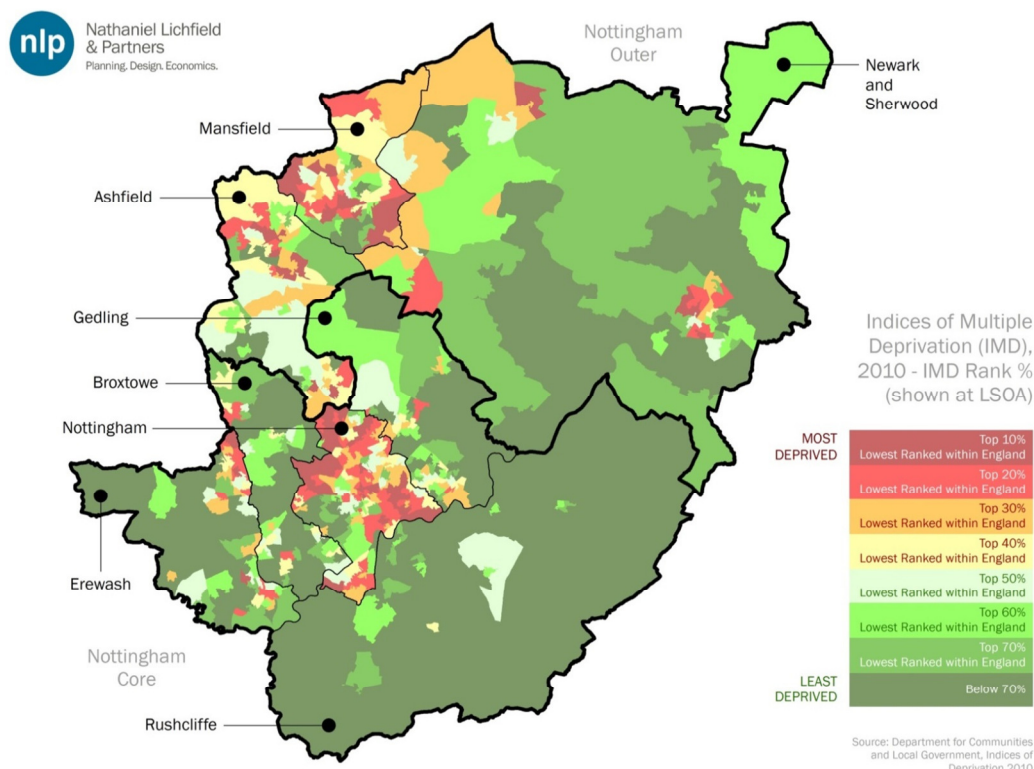 nlp
Nathaniel Lichfield
& Partners
Planning. Design. Economics.
Nottingham
Outer
Newark
and
Sherwood
Mansfield
Ashfield
Gedling
Broxtowe
Nottingham
Erewash
Nottingham
Core
Rushcliffe
Indices of Multiple
Deprivation (IMD),
2010 - IMD Rank %
(shown at LSOA)
MOST
DEPRIVED
Top 10%
Lowest Ranked within England
Top 20%
Lowest Ranked within England
Top 30%
Lowest Ranked within England
Top 40%
Lowest Ranked within England
Top 50%
Lowest Ranked within England
Top 60%
Lowest Ranked within England
Top 70%
Lowest Ranked within England
LEAST
DEPRIVED
Below 70%
Source: Department for Communities
and Local Government, Indices of
Deprivation 2010